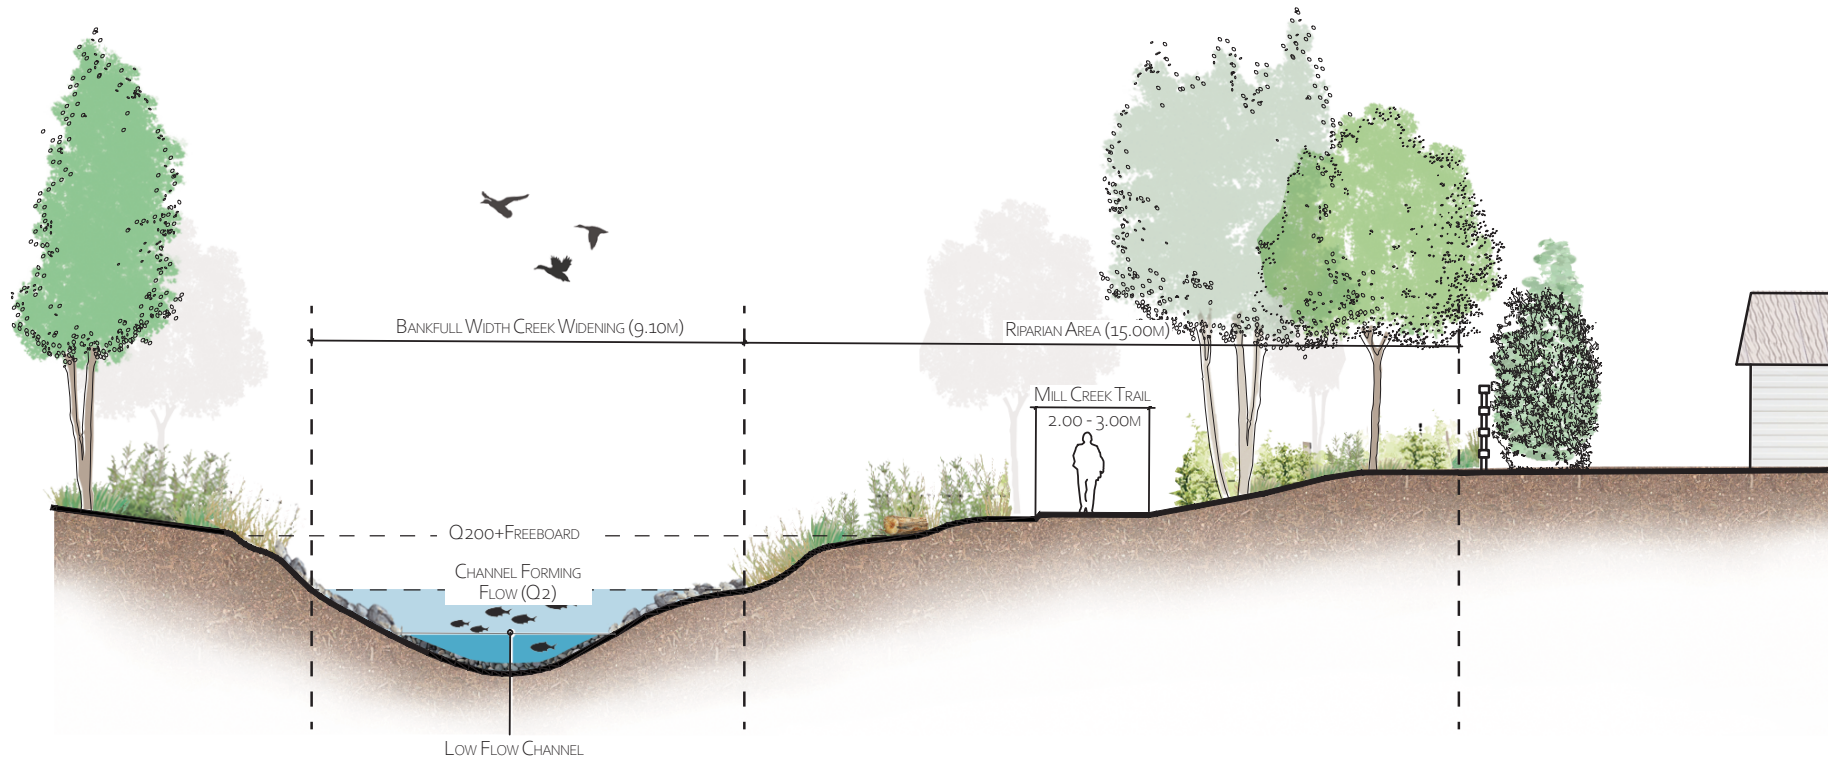 Bankfull Width Creek Widening (9.10m)
Riparian Area (15.00m)
Mill Creek Trail
2.00 - 3.00m
Q200+Freeboard
Channel Forming
Flow (Q2)
Low Flow Channel